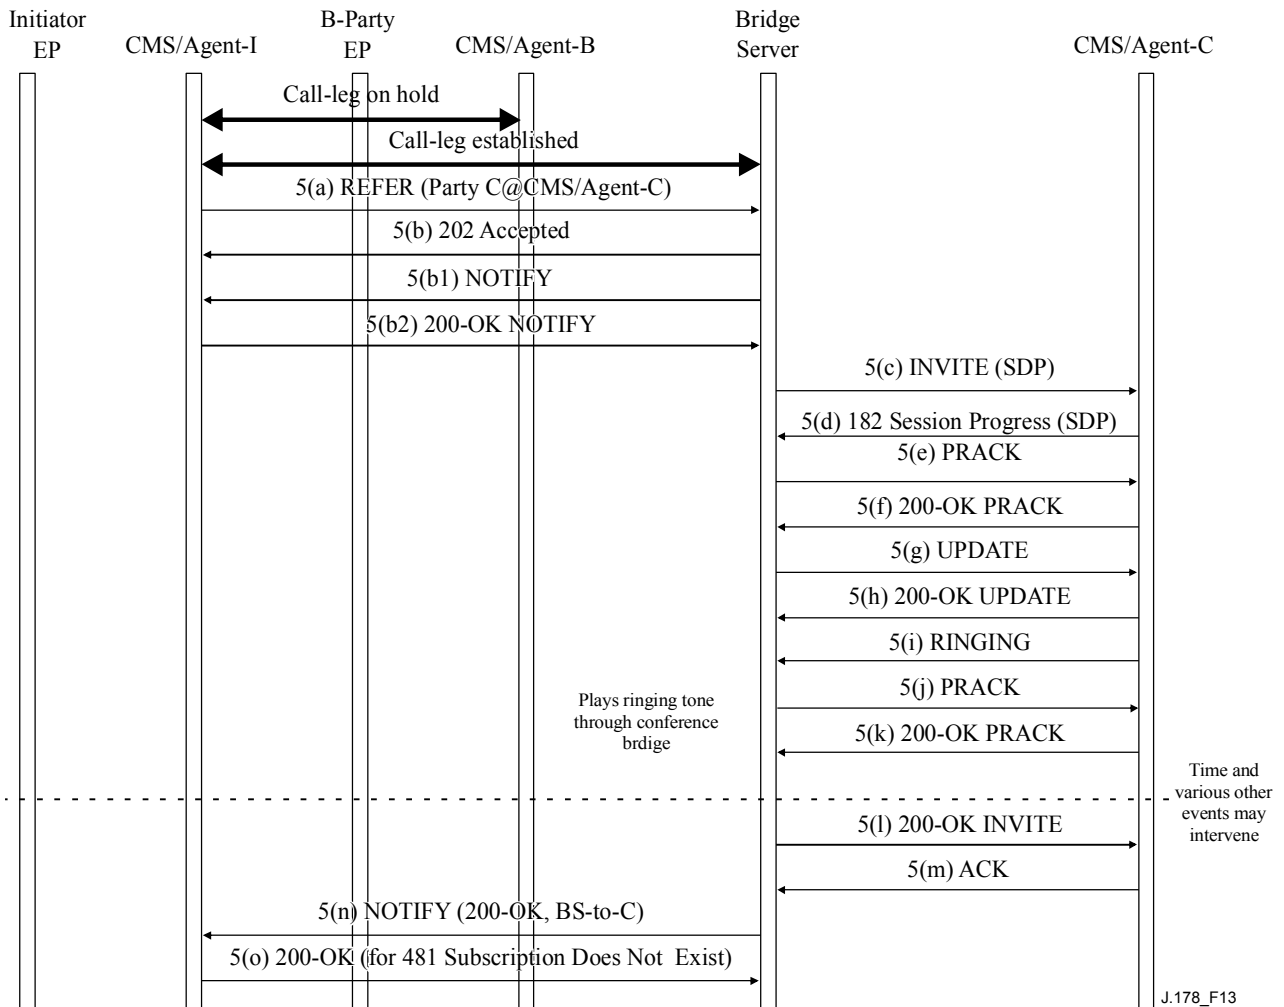 Initiator
EP
CMS/Agent-I
B-Party
EP
CMS/Agent-B
Bridge
Server
CMS/Agent-C
Call-leg on hold
Call-leg established
5(a) REFER (Party C@CMS/Agent-C)
5(b) 202 Accepted
5(b1) NOTIFY
5(b2) 200-OK NOTIFY
5(c) INVITE (SDP)
5(d) 182 Session Progress (SDP)
5(e) PRACK
5(f) 200-OK PRACK
5(g) UPDATE
5(h) 200-OK UPDATE
5(i) RINGING
5(j) PRACK
Plays ringing tone
through conference
brdige
5(k) 200-OK PRACK
Time and
various other
events may
intervene
5(l) 200-OK INVITE
5(m) ACK
5(n) NOTIFY (200-OK, BS-to-C)
5(o) 200-OK (for 481 Subscription Does Not Exist)
J.178_F13